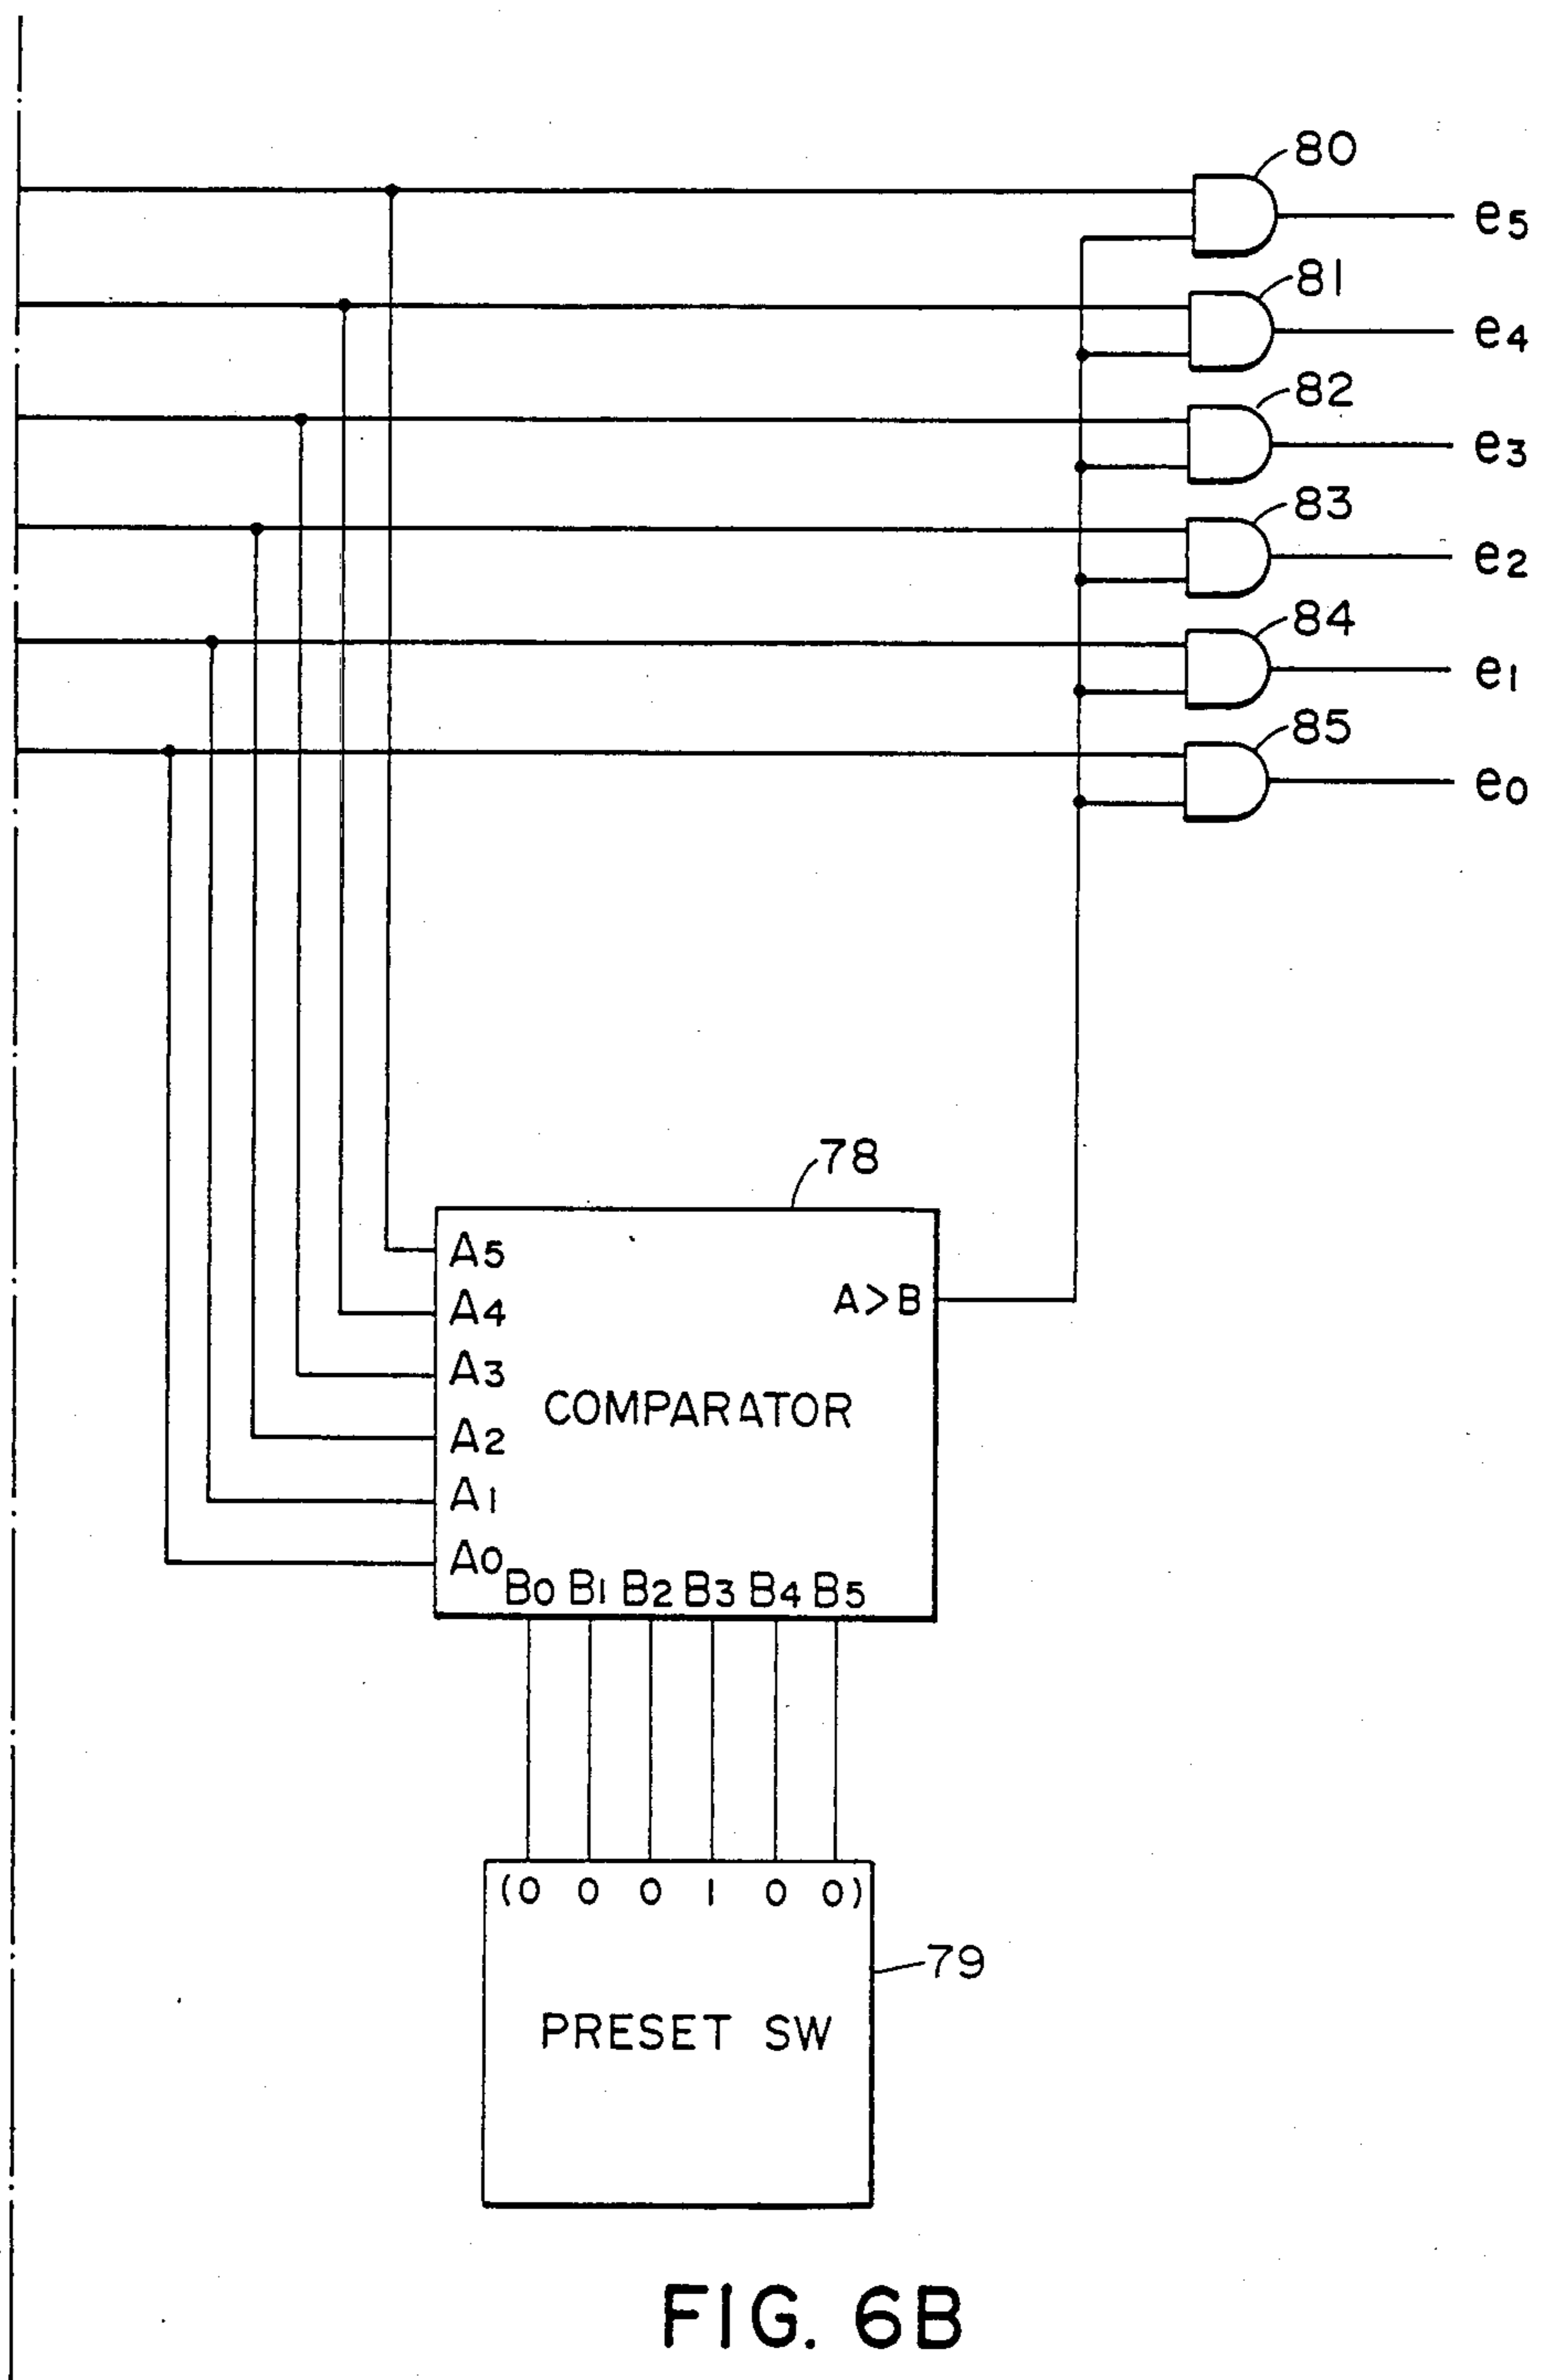 80
e5
81
e4
82
e3
83
e2
84
e1
85
e0
78
A5
A4
A>B
A3
COMPARATOR
A2
A1
A0
B0 B1 B2 B3 B4 B5
(0 0 0 1 0 0)
79
PRESET SW
FIG. 6B